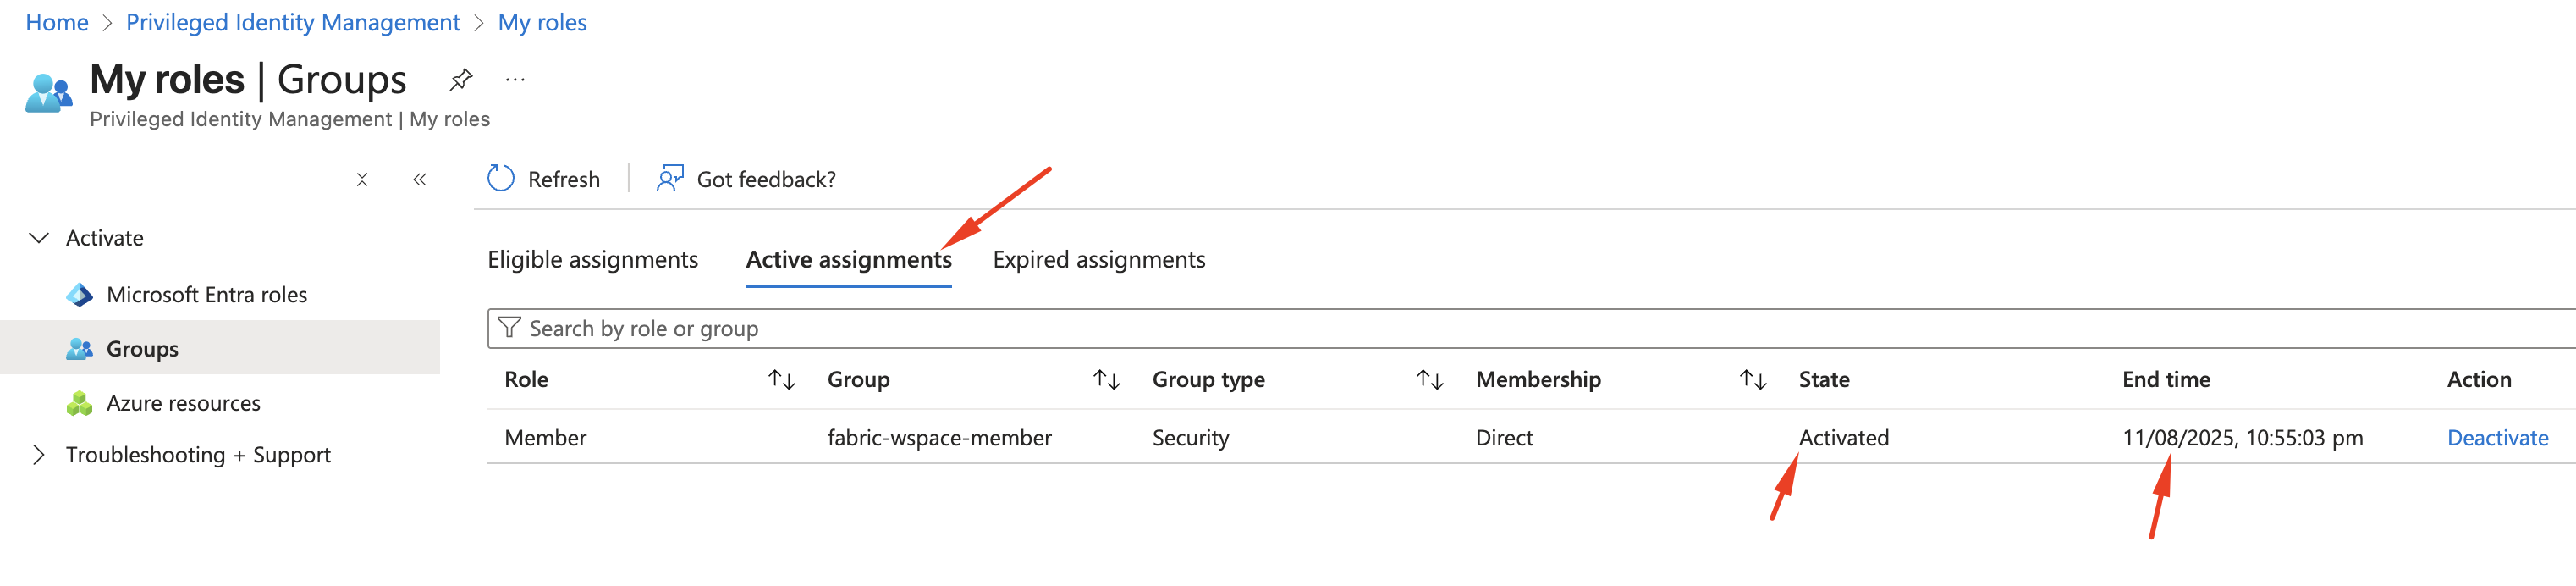 Home > Privileged Identity Management > My roles
My roles | Groups
Privileged Identity Management | My roles
Refresh
Got feedback?
Activate
Microsoft Entra roles
Groups
Azure resources
Troubleshooting + Support
Eligible assignments Active assignments Expired assignments
Search by role or group
Role Group Group type Membership State End time Action
Member fabric-wspace-member Security Direct Activated 11/08/2025, 10:55:03 pm Deactivate